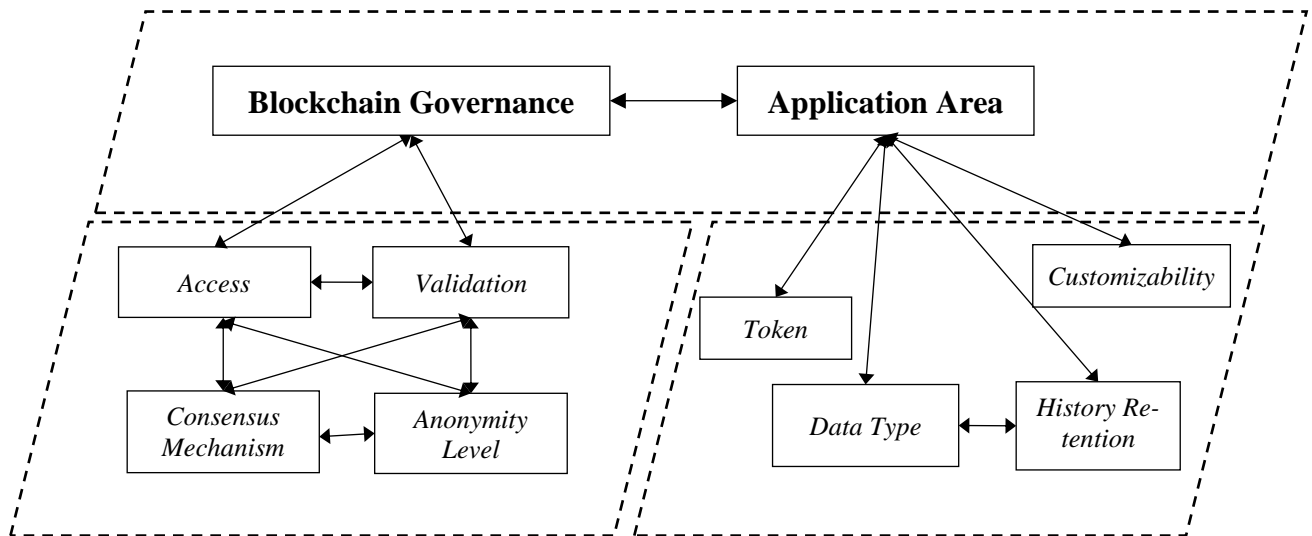 Blockchain Governance
Application Area
Access
Validation
Customizability
Token
Consensus
Mechanism
Anonymity
Level
Data Type
History Re-
tention